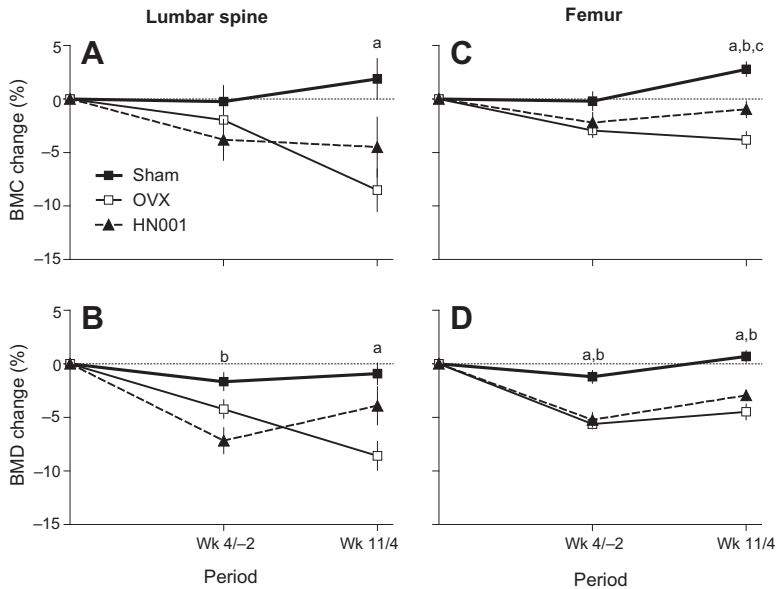 Lumbar spine
Femur
A
a
5
0
–5
–10
–15
BMC change (%)
Sham
OVX
HN001
C
a,b,c
B
b
a
5
0
–5
–10
–15
BMD change (%)
Wk 4/–2
Wk 11/4
Period
D
a,b
a,b
Wk 4/–2
Wk 11/4
Period